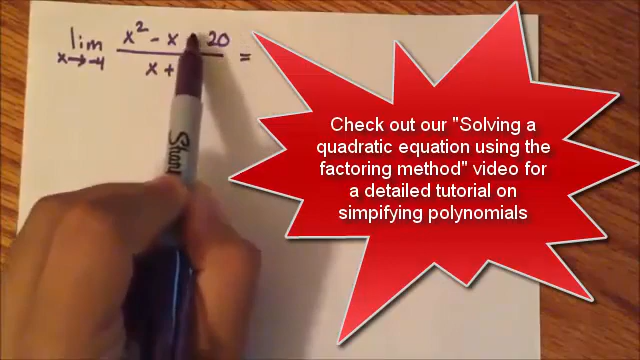 lim x² - x 20 =
x→-4 x +
Check out our "Solving a
quadratic equation using the
factoring method" video for
a detailed tutorial on
simpifying polynomials
Sha